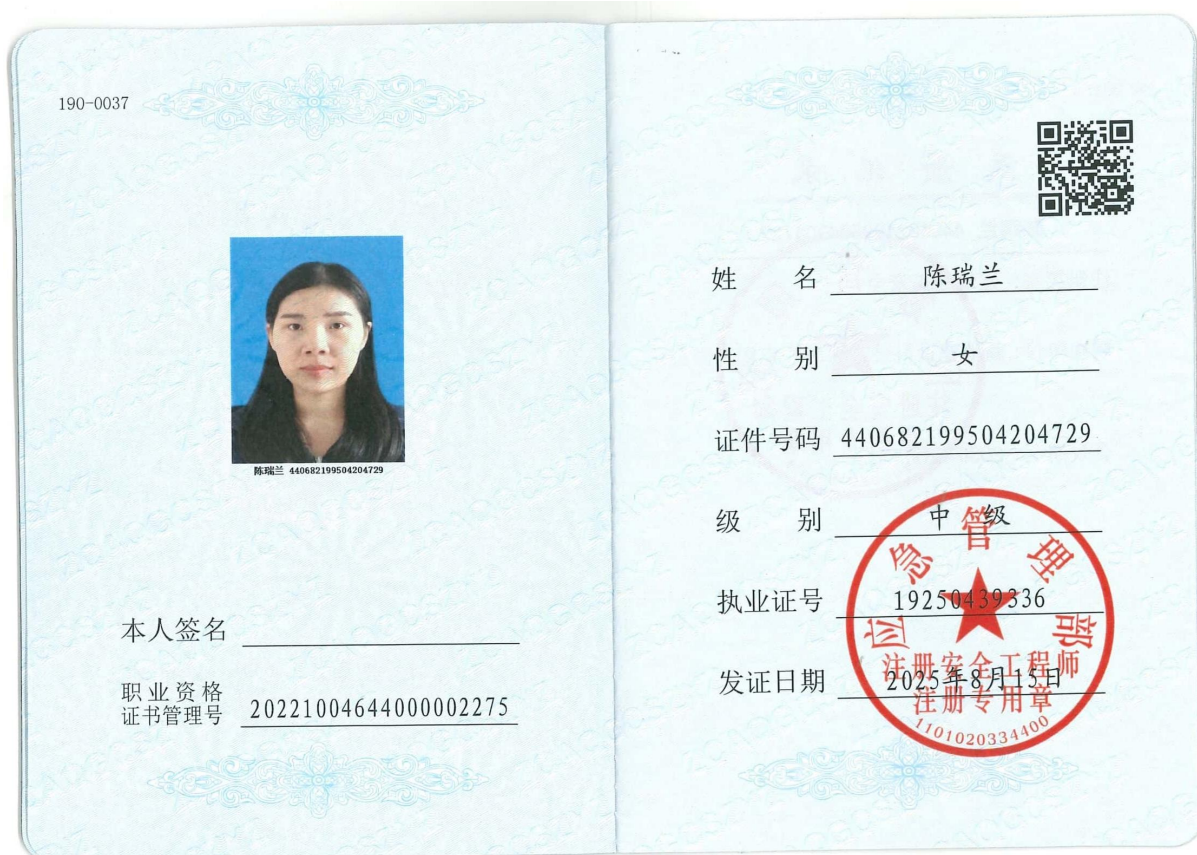 190-0037
陈瑞兰 440682199504204729
本人签名
职业资格
证书管理号 20221004644000002275
姓 名 陈瑞兰
性 别 女
证件号码 440682199504204729
级 别 中 级
执业证号 19250439336
发证日期 2025年8月15日
应急管理部
注册安全工程师
注册专用章
1101020334400